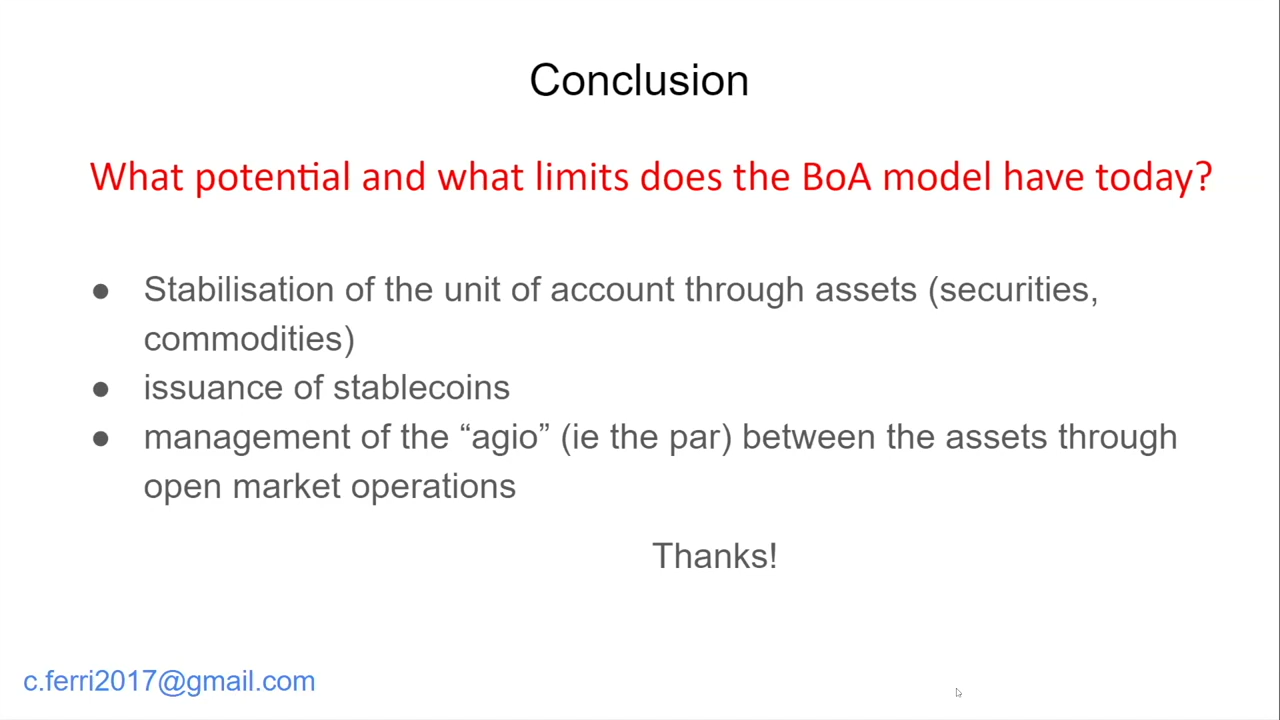 Conclusion
What potential and what limits does the BoA model have today?
● Stabilisation of the unit of account through assets (securities,
commodities)
● issuance of stablecoins
● management of the “agio” (ie the par) between the assets through
open market operations
Thanks!
c.ferri2017@gmail.com